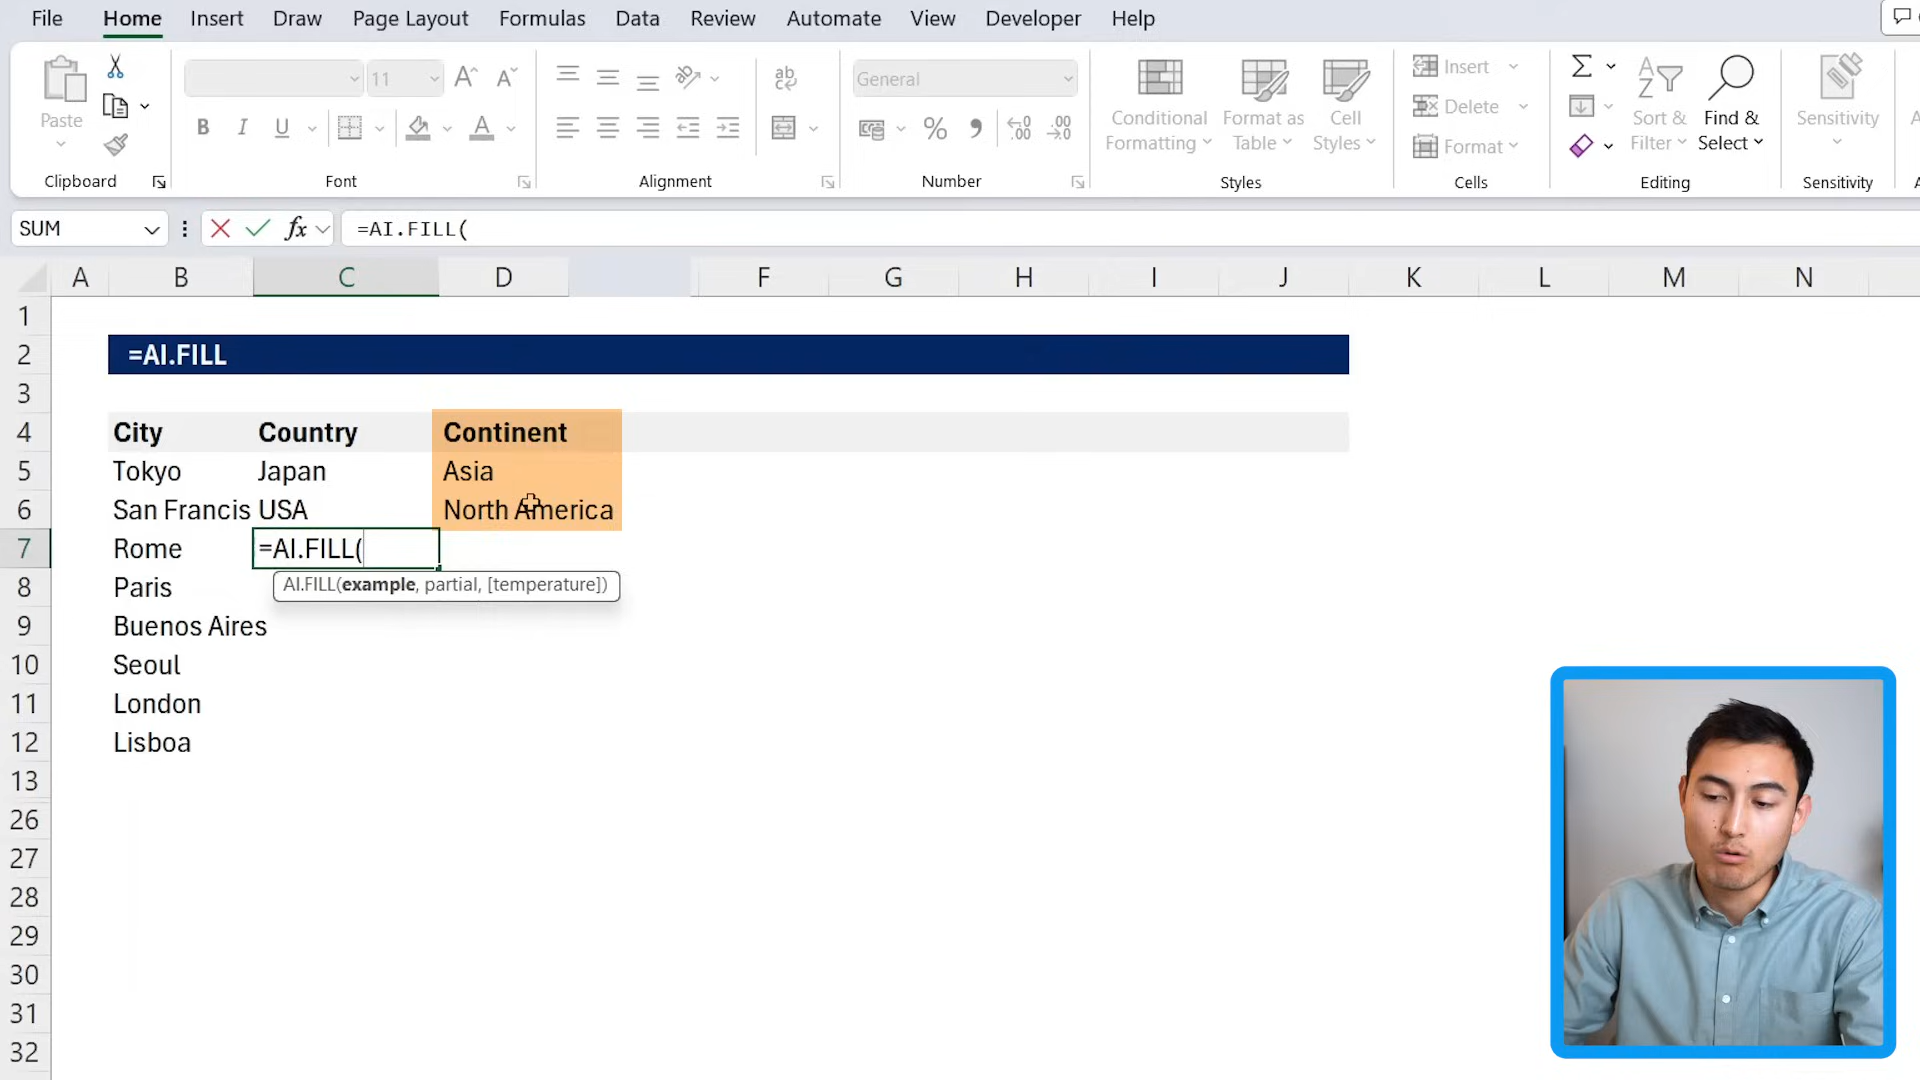 File Home Insert Draw Page Layout Formulas Data Review Automate View Developer Help
Paste
11
General
Conditional Formatting
Format as Table
Cell Styles
Insert
Delete
Format
Sort & Filter
Find & Select
Sensitivity
Clipboard Font Alignment Number Styles Cells Editing Sensitivity
SUM fx =AI.FILL(
A B C D F G H I J K L M N
1
2 =AI.FILL
3
4 City Country Continent
5 Tokyo Japan Asia
6 San Francis USA North America
7 Rome =AI.FILL(
AI.FILL(example, partial, [temperature])
8 Paris
9 Buenos Aires
10 Seoul
11 London
12 Lisboa
13
26
27
28
29
30
31
32